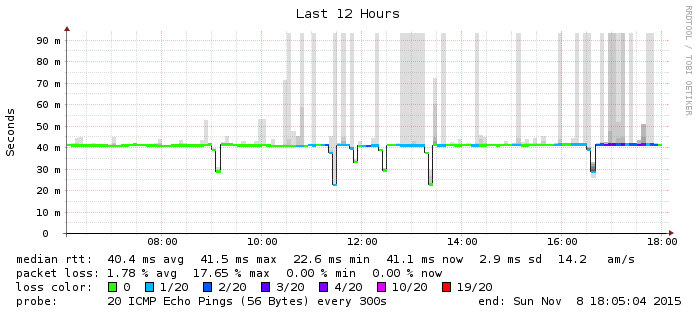 Last 12 Hours
RRDTOOL / TOBI OETIKER
Seconds
90 m
80 m
70 m
60 m
50 m
40 m
30 m
20 m
10 m
0
08:00 10:00 12:00 14:00 16:00 18:00
median rtt: 40.4 ms avg 41.5 ms max 22.6 ms min 41.1 ms now 2.9 ms sd 14.2 am/s
packet loss: 1.78 % avg 17.65 % max 0.00 % min 0.00 % now
loss color: 0 1/20 2/20 3/20 4/20 10/20 19/20
probe: 20 ICMP Echo Pings (56 Bytes) every 300s end: Sun Nov 8 18:05:04 2015